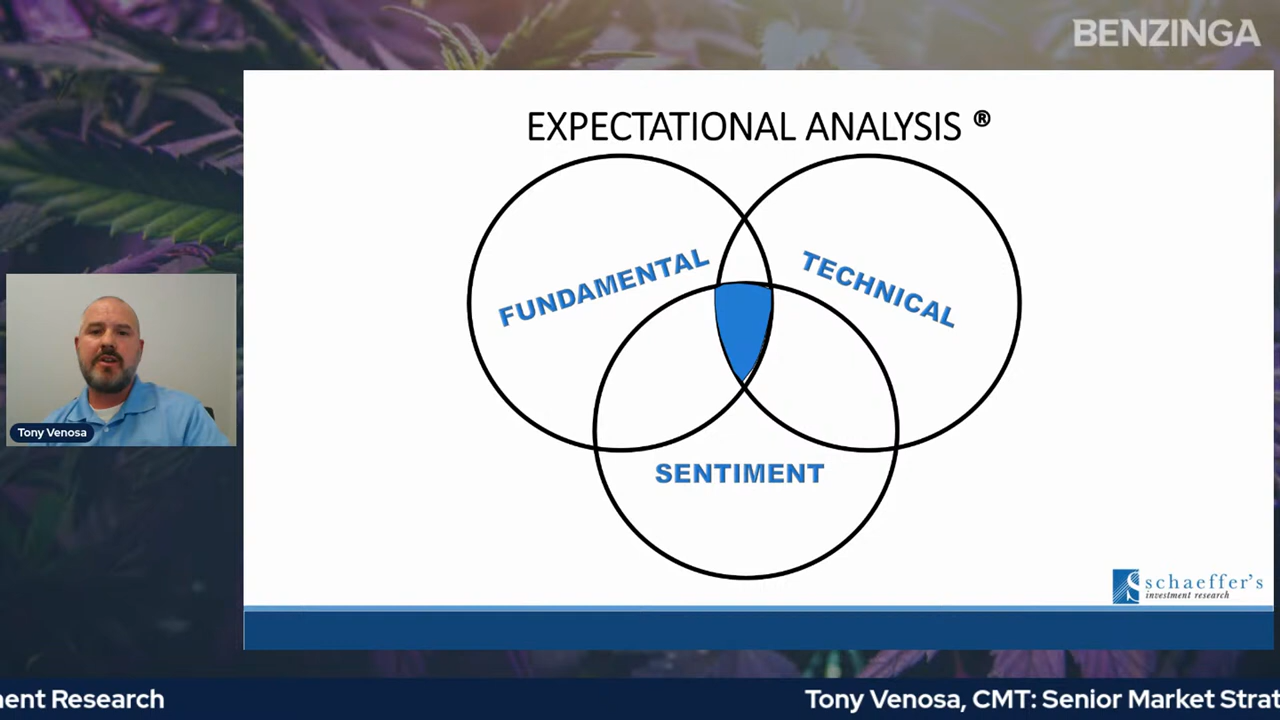 BENZINGA
EXPECTATIONAL ANALYSIS ®
FUNDAMENTAL
TECHNICAL
SENTIMENT
Tony Venosa
schaeffer's
investment research
ment Research
Tony Venosa, CMT: Senior Market Strat